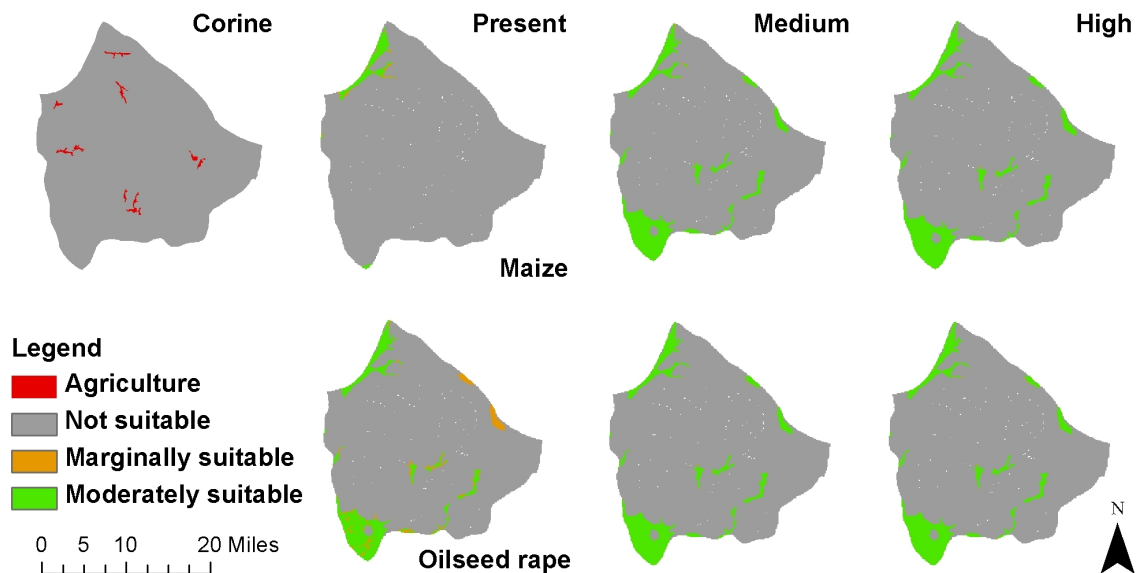 Corine
Present
Medium
High
Maize
Legend
Agriculture
Not suitable
Marginally suitable
Moderately suitable
0 5 10 20 Miles
Oilseed rape
N